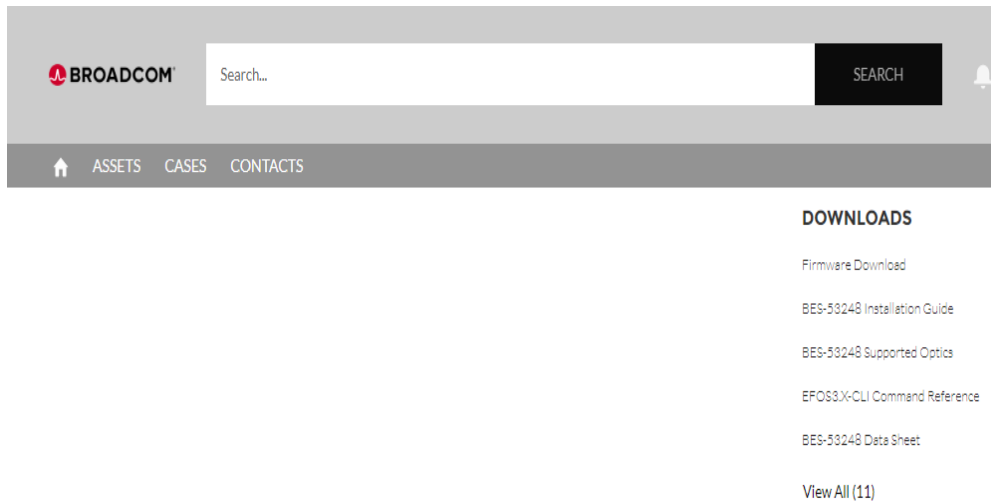 BROADCOM®
Search...
SEARCH
ASSETS CASES CONTACTS
DOWNLOADS
Firmware Download
BES-53248 Installation Guide
BES-53248 Supported Optics
EFOS3.X-CLI Command Reference
BES-53248 Data Sheet
View All (11)